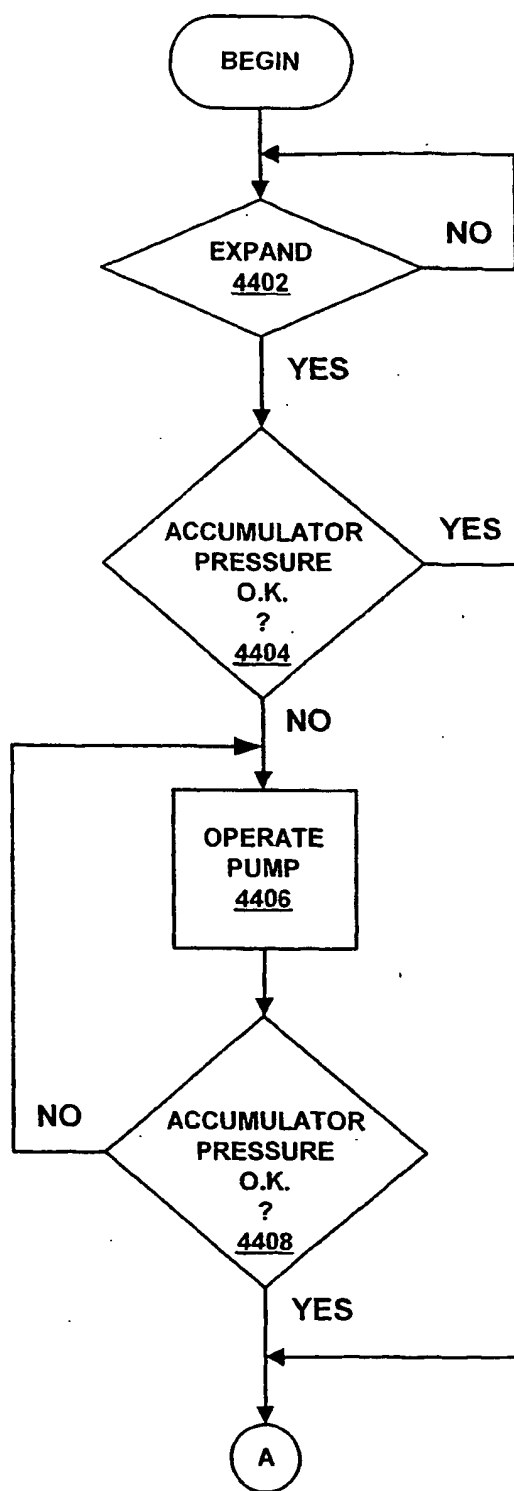 BEGIN
NO
EXPAND
4402
YES
ACCUMULATOR
PRESSURE
O.K.
?
4404
YES
NO
OPERATE
PUMP
4406
NO
ACCUMULATOR
PRESSURE
O.K.
?
4408
YES
A